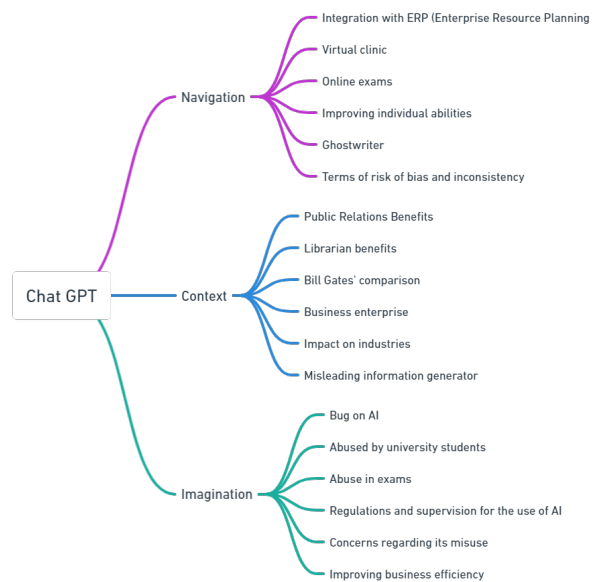 Chat GPT
Navigation
Integration with ERP (Enterprise Resource Planning
Virtual clinic
Online exams
Improving individual abilities
Ghostwriter
Terms of risk of bias and inconsistency
Context
Public Relations Benefits
Librarian benefits
Bill Gates' comparison
Business enterprise
Impact on industries
Misleading information generator
Imagination
Bug on AI
Abused by university students
Abuse in exams
Regulations and supervision for the use of AI
Concerns regarding its misuse
Improving business efficiency